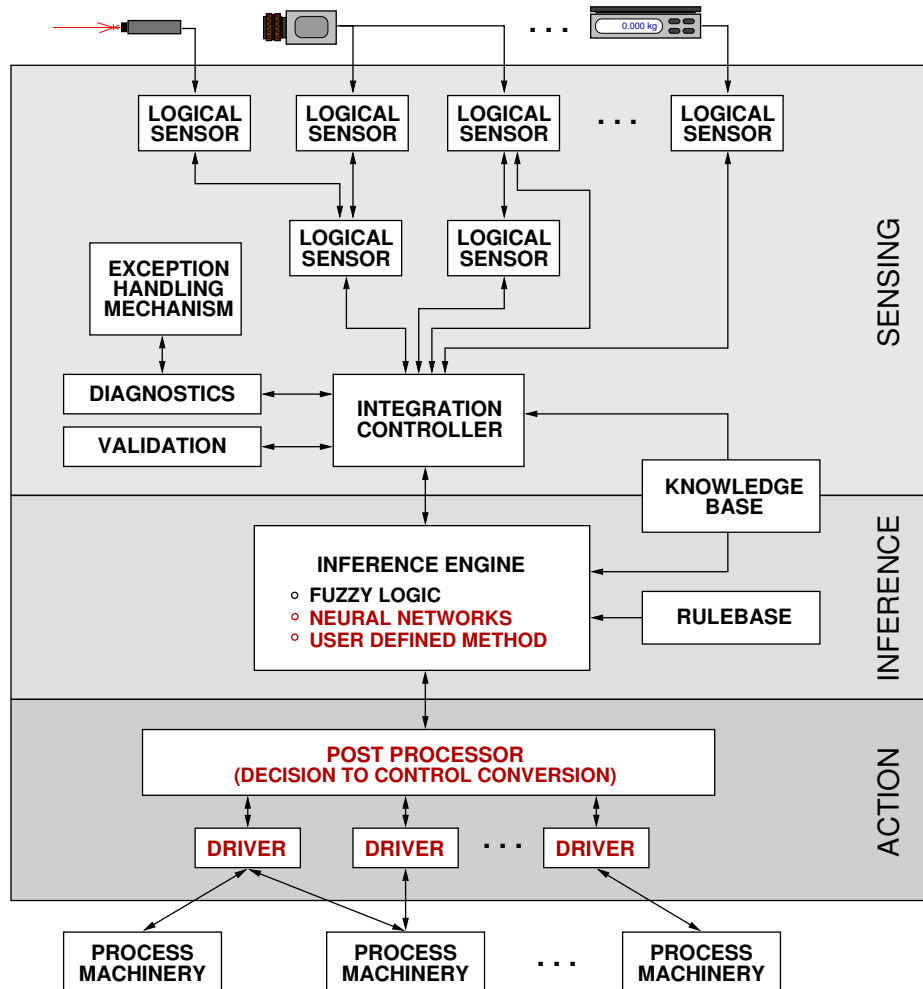 0.000 kg
LOGICAL
SENSOR
LOGICAL
SENSOR
LOGICAL
SENSOR
. . .
LOGICAL
SENSOR
LOGICAL
SENSOR
LOGICAL
SENSOR
EXCEPTION
HANDLING
MECHANISM
DIAGNOSTICS
VALIDATION
INTEGRATION
CONTROLLER
KNOWLEDGE
BASE
SENSING
INFERENCE ENGINE
FUZZY LOGIC
NEURAL NETWORKS
USER DEFINED METHOD
RULEBASE
INFERENCE
POST PROCESSOR
(DECISION TO CONTROL CONVERSION)
DRIVER
DRIVER
. . .
DRIVER
ACTION
PROCESS
MACHINERY
PROCESS
MACHINERY
. . .
PROCESS
MACHINERY